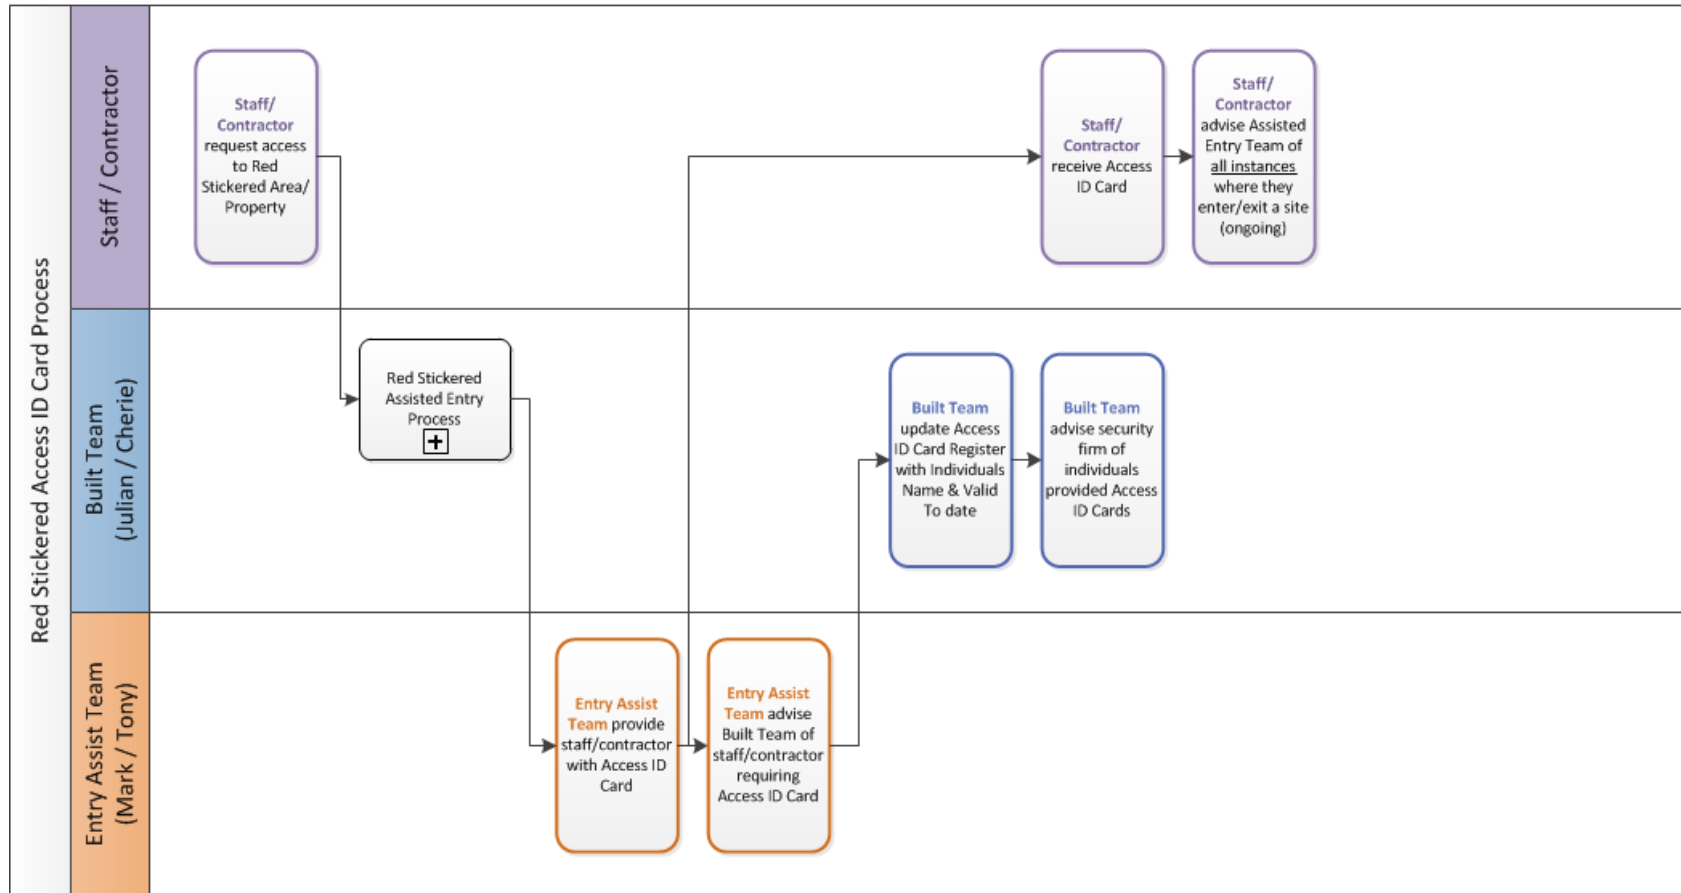 Red Stickered Access ID Card Process
Staff / Contractor
Staff/
Contractor
request access
to Red
Stickered Area/
Property
Staff/
Contractor
receive Access
ID Card
Staff/
Contractor
advise Assisted
Entry Team of
all instances
where they
enter/exit a site
(ongoing)
Built Team
(Julian / Cherie)
Red Stickered
Assisted Entry
Process
Built Team
update Access
ID Card Register
with Individuals
Name & Valid
To date
Built Team
advise security
firm of
individuals
provided Access
ID Cards
Entry Assist Team
(Mark / Tony)
Entry Assist
Team provide
staff/contractor
with Access ID
Card
Entry Assist
Team advise
Built Team of
staff/contractor
requiring
Access ID Card